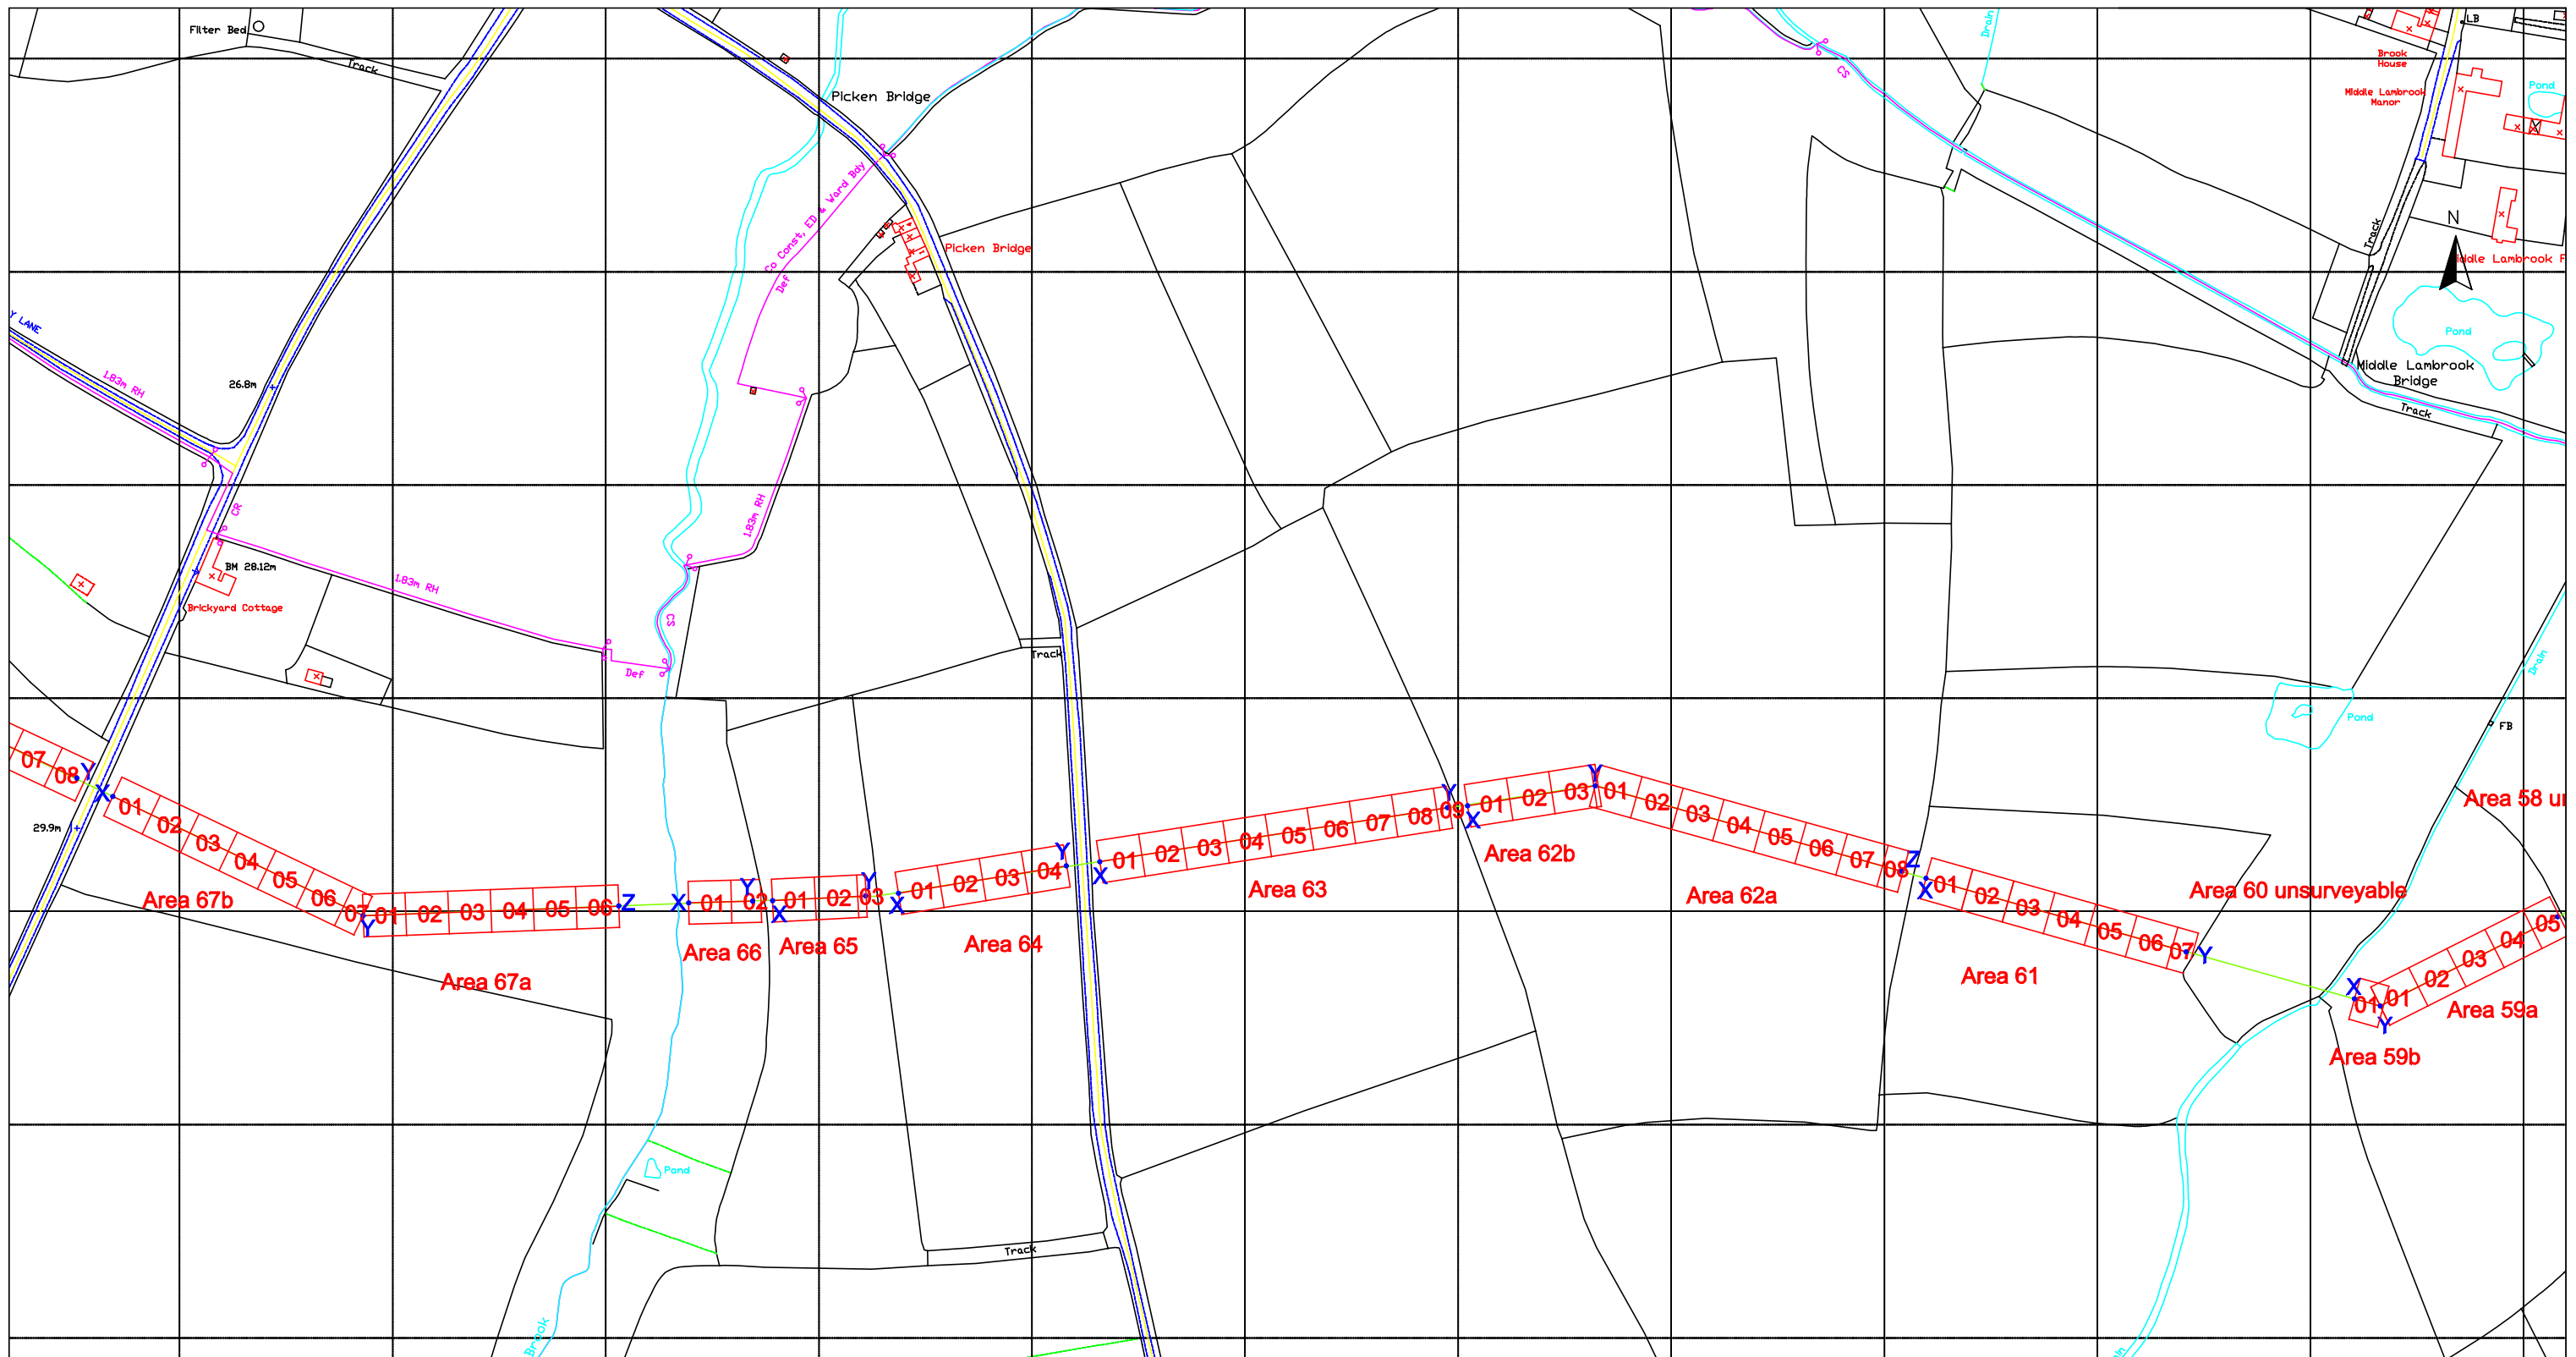 Filter Bed
Track
Picken Bridge
Co Const, ED & Ward Bdy
Def
Picken Bridge
CS
Drain
LB
Brook
House
Middle Lambrook
Manor
Pond
N
Track
Pond
Middle Lambrook
Bridge
Track
Y LANE
1.83m RH
26.8m
CR
BM 28.12m
Brickyard Cottage
1.83m RH
1.83m RH
CS
Def
Track
Pond
Drain
FB
07 08 Y
X 01 02 03 04 05 06 07
29.9m
Y 01 02 03 04 05 06 Z
X 01 Y 02
X 01 02 Y 03
X 01 02 03 04 Y
X 01 02 03 04 05 06 07 08 Y 09
X 01 02 03 Y
01 02 03 04 05 06 07 08 Z
X 01 02 03 04 05 06 07 Y
X 01 Y
01 02 03 04 05
Area 67b
Area 67a
Area 66
Area 65
Area 64
Area 63
Area 62b
Area 62a
Area 61
Area 60 unsurveyable
Area 59b
Area 59a
Area 58
Pond
Track
Brook